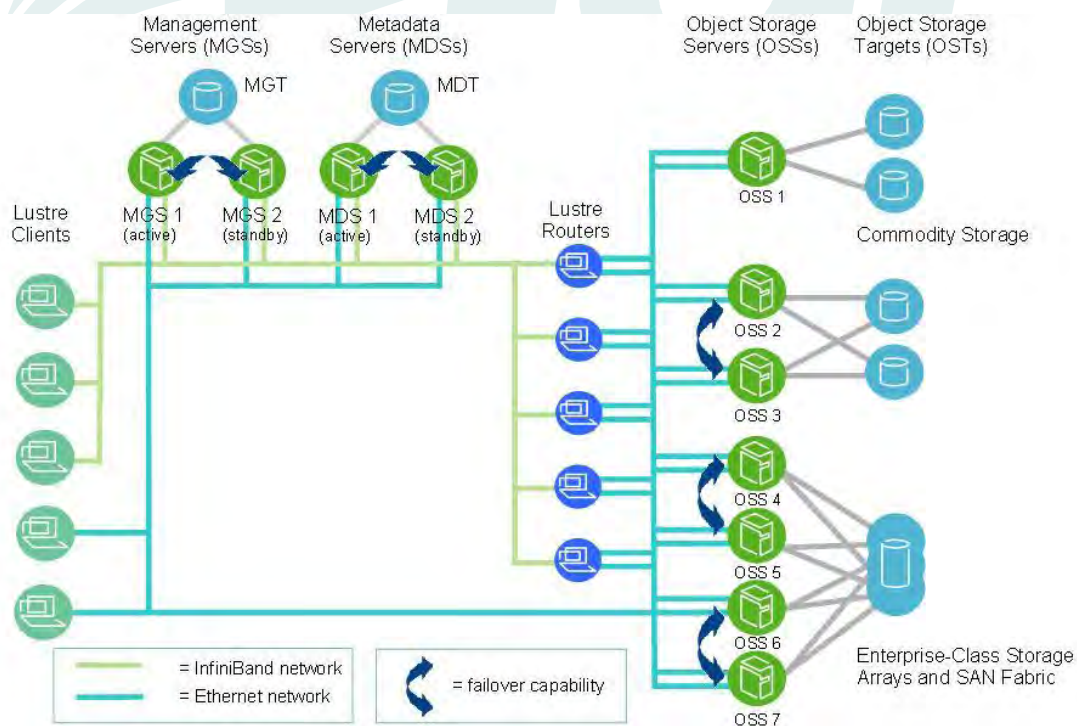 Management
Servers (MGSs)
Metadata
Servers (MDSs)
Object Storage
Servers (OSSs)
Object Storage
Targets (OSTs)
MGT
MDT
MGS 1
(active)
MGS 2
(standby)
MDS 1
(active)
MDS 2
(standby)
Lustre
Clients
Lustre
Routers
OSS 1
Commodity Storage
OSS 2
OSS 3
OSS 4
OSS 5
OSS 6
OSS 7
Enterprise-Class Storage
Arrays and SAN Fabric
= InfiniBand network
= Ethernet network
= failover capability